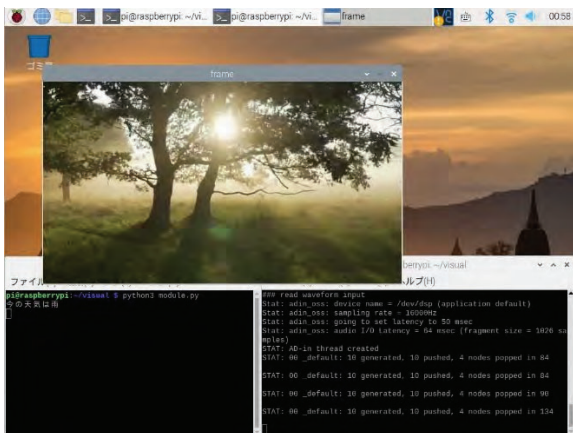 pi@raspberrypi: ~/vi...
pi@raspberrypi: ~/vi...
frame
00:58
ゴミ箱
frame
berrypi: ~/visual
ファイル
ヘルプ(H)
pi@raspberrypi:~/visual $ python3 module.py
今の天気は雨
### read waveform input
Stat: adin_oss: device name = /dev/dsp (application default)
Stat: adin_oss: sampling rate = 16000Hz
Stat: adin_oss: going to set latency to 50 msec
Stat: adin_oss: audio I/O Latency = 64 msec (fragment size = 1026 sa
mples)
STAT: AD-in thread created
STAT: 00 _default: 10 generated, 10 pushed, 4 nodes popped in 84
STAT: 00 _default: 10 generated, 10 pushed, 4 nodes popped in 84
STAT: 00 _default: 10 generated, 10 pushed, 4 nodes popped in 98
STAT: 00 _default: 10 generated, 10 pushed, 4 nodes popped in 134